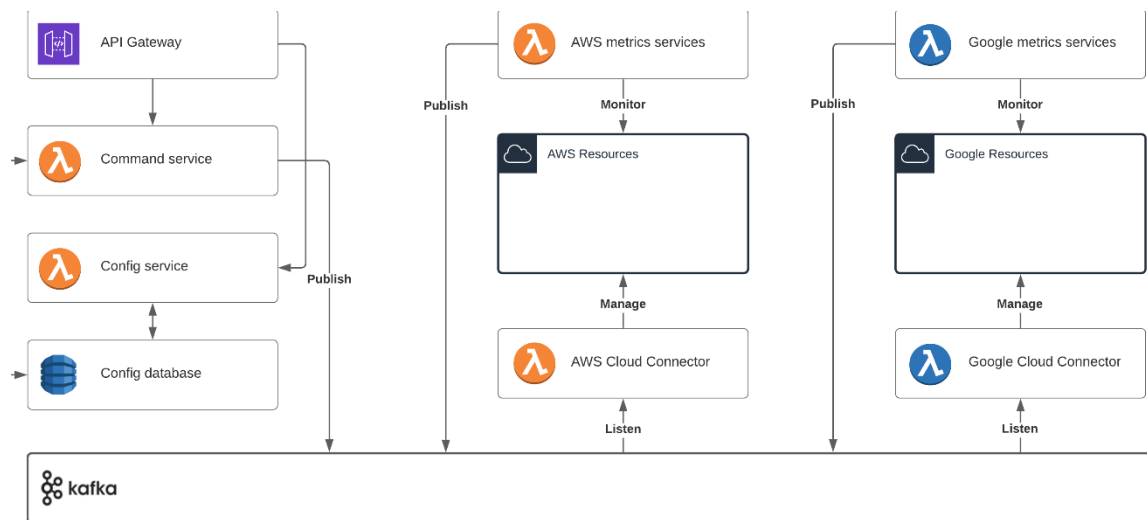 API Gateway
AWS metrics services
Google metrics services
Publish
Monitor
Publish
Monitor
Command service
AWS Resources
Google Resources
Config service
Publish
Manage
Manage
Config database
AWS Cloud Connector
Google Cloud Connector
Listen
Listen
kafka